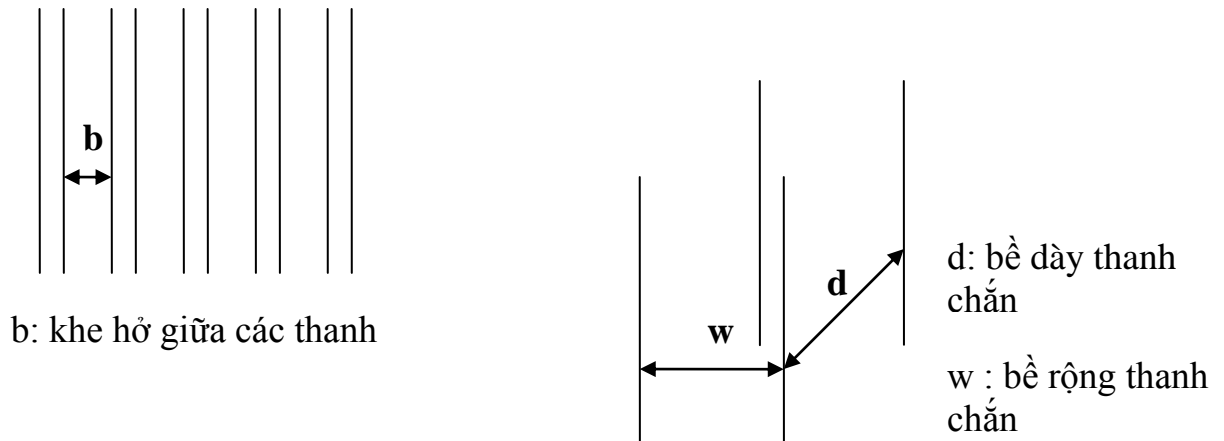 b
b: khe hở giữa các thanh
d
w
d: bề dày thanh
chắn
w : bề rộng thanh
chắn